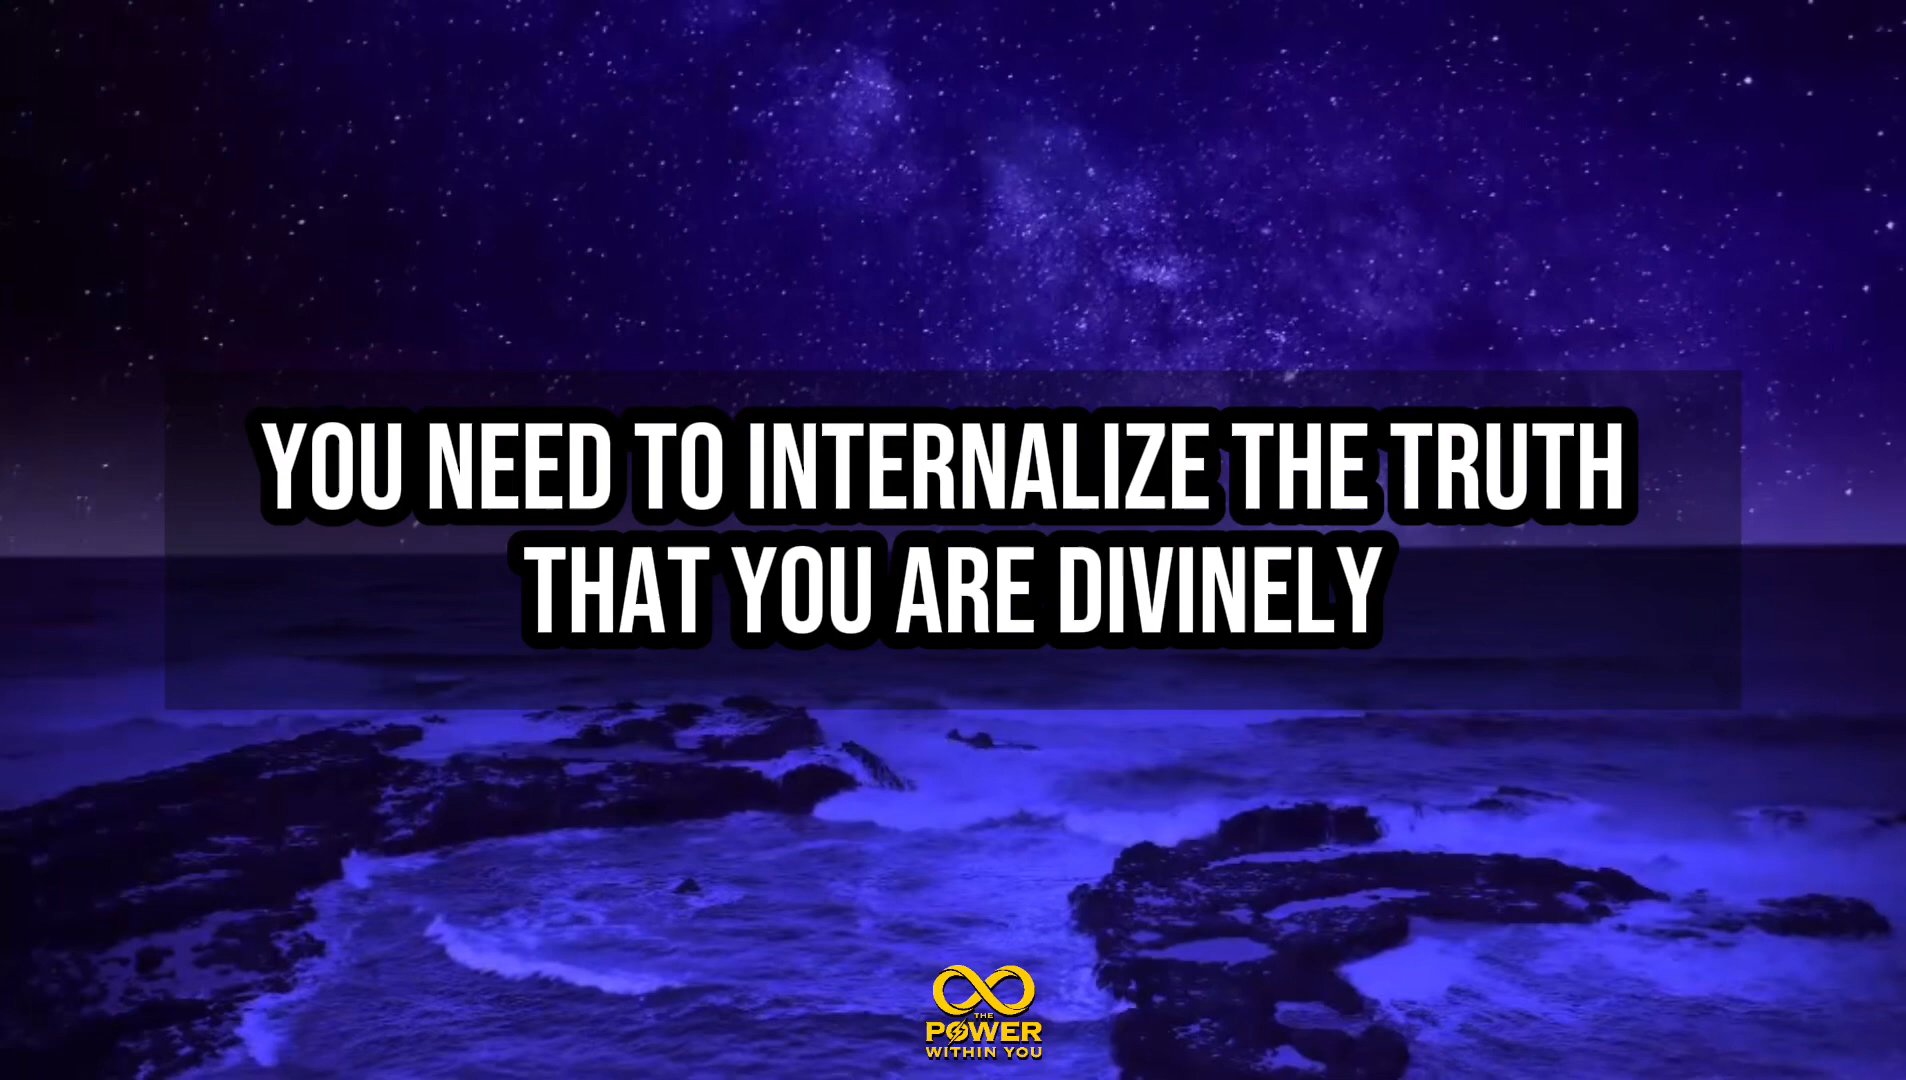 YOU NEED TO INTERNALIZE THE TRUTH
THAT YOU ARE DIVINELY
THE
POWER
WITHIN YOU